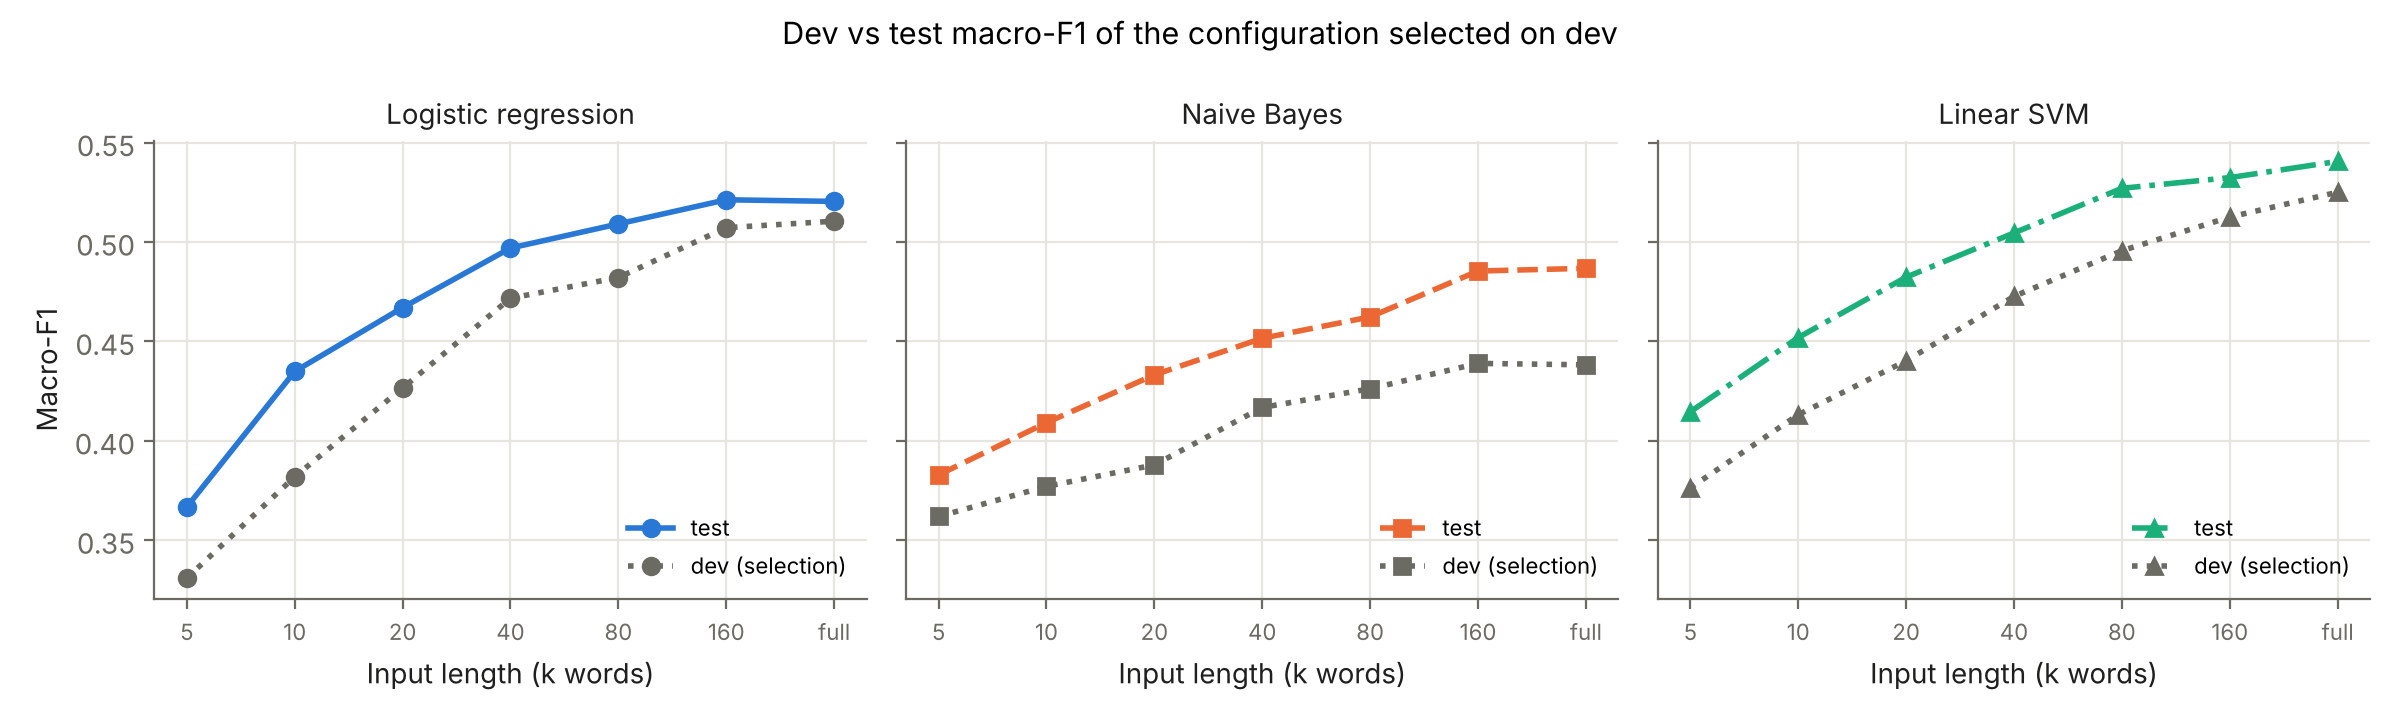 Dev vs test macro-F1 of the configuration selected on dev
Logistic regression
Naive Bayes
Linear SVM
Macro-F1
0.55
0.50
0.45
0.40
0.35
test
dev (selection)
test
dev (selection)
test
dev (selection)
5 10 20 40 80 160 full
5 10 20 40 80 160 full
5 10 20 40 80 160 full
Input length (k words)
Input length (k words)
Input length (k words)